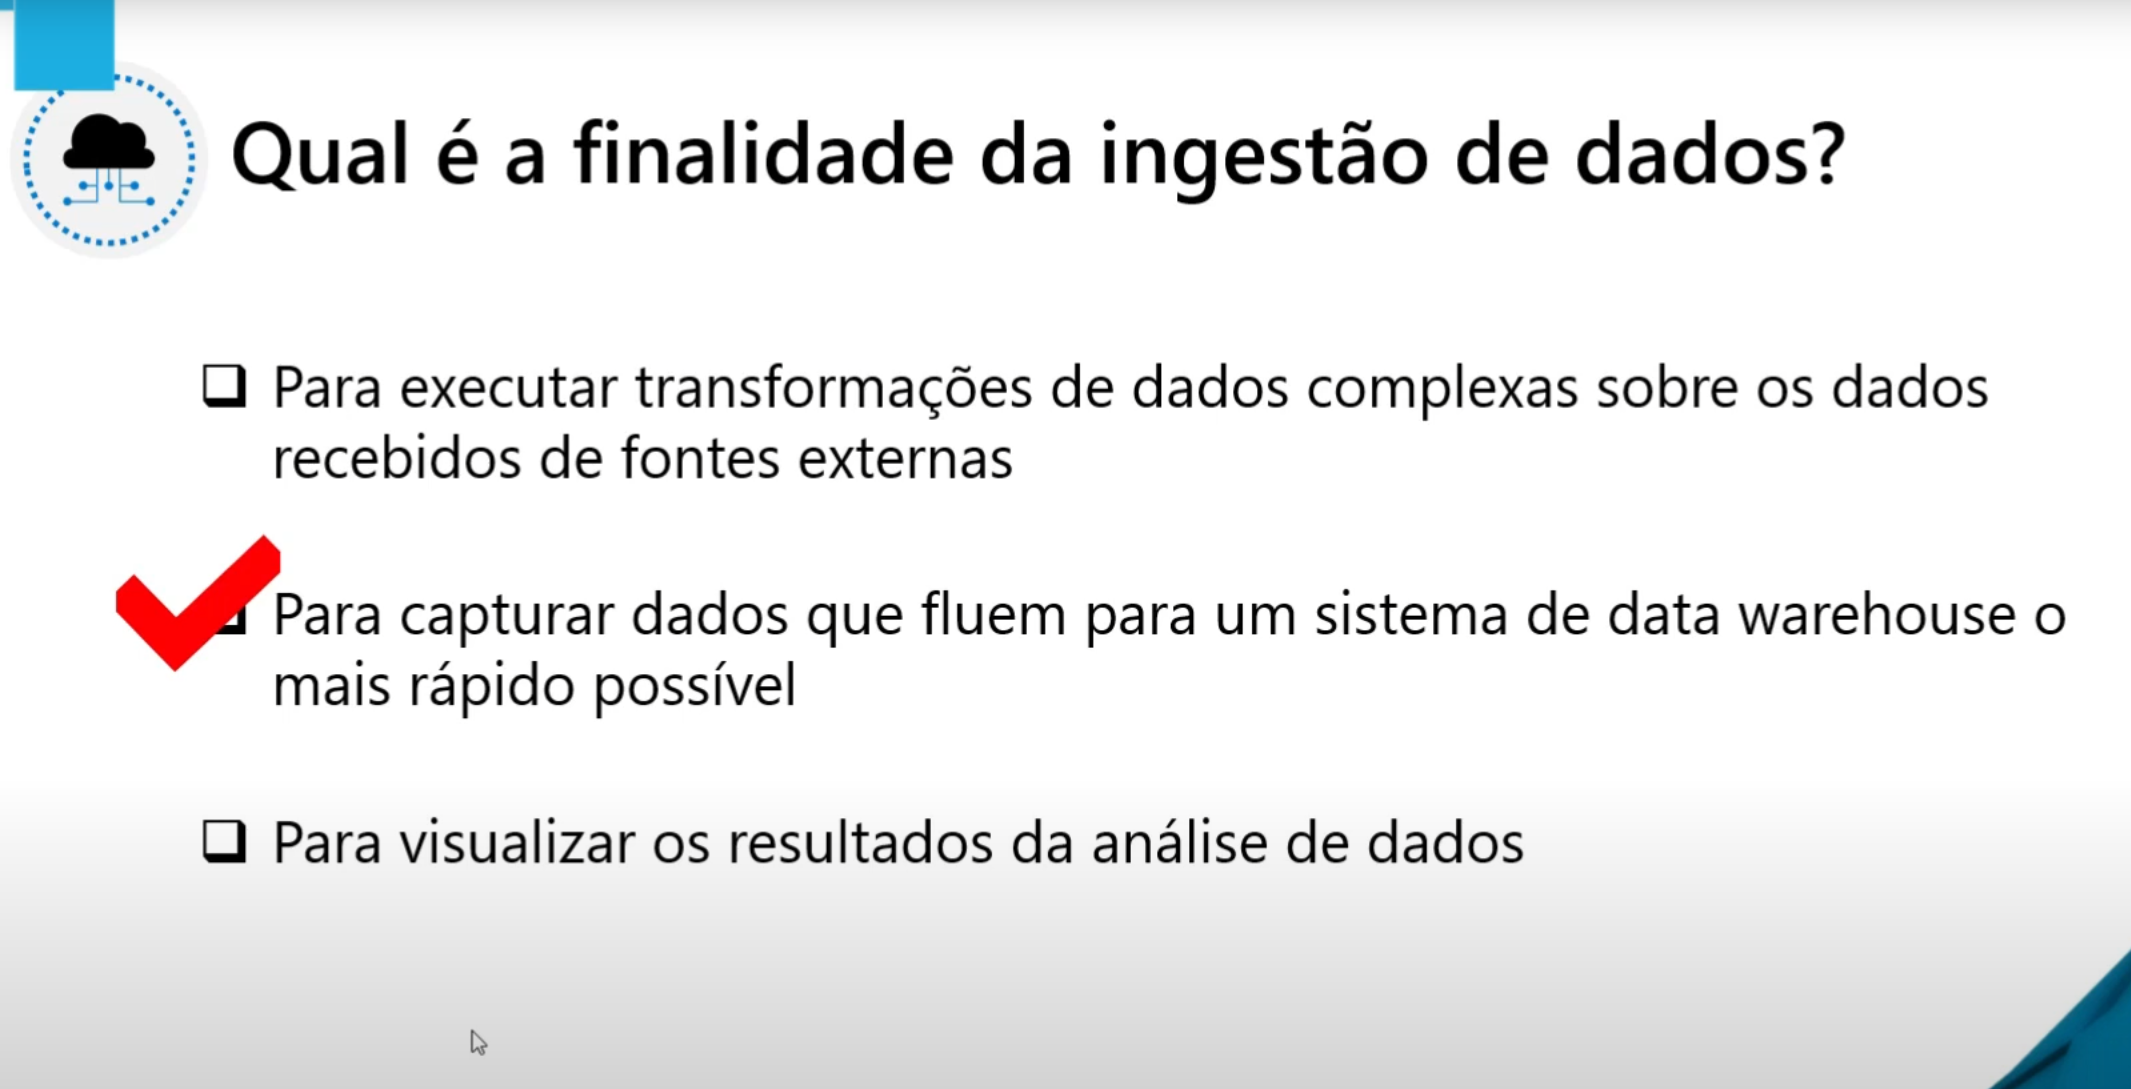 Qual é a finalidade da ingestão de dados?
Para executar transformações de dados complexas sobre os dados
recebidos de fontes externas
Para capturar dados que fluem para um sistema de data warehouse o
mais rápido possível
Para visualizar os resultados da análise de dados